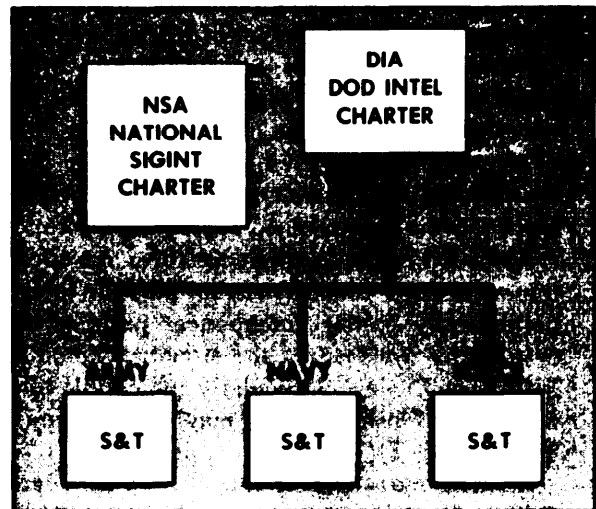 NSA
NATIONAL
SIGINT
CHARTER
DIA
DOD INTEL
CHARTER
ARMY
NAVY
S&T
S&T
S&T